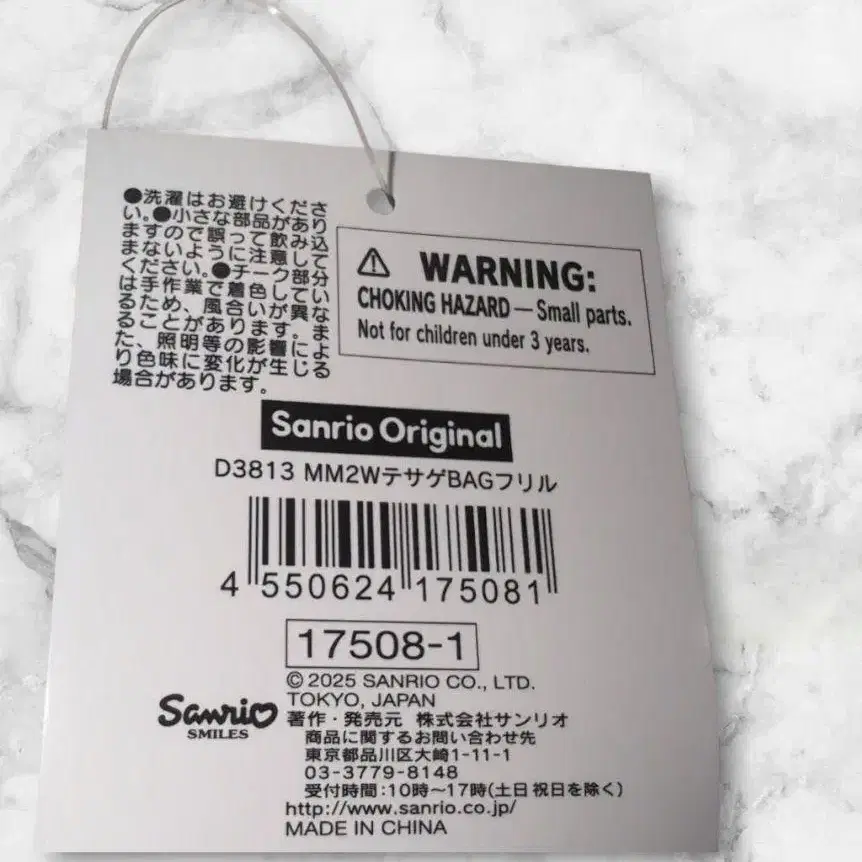 ●洗濯はお避けくださ
い。●小さな部品があり
ますので誤って飲み込
まないように注意して
ください。●チーク部分
は手作業で着色してい
るため、風合いが異な
ることがあります。ま
た、照明等の影響によ
り色味に変化が生じる
場合があります。
⚠ WARNING:
CHOKING HAZARD — Small parts.
Not for children under 3 years.
Sanrio Original
D3813 MM2WテサゲBAGフリル
4 550624 175081
17508-1
© 2025 SANRIO CO., LTD.
TOKYO, JAPAN
Sanrio
SMILES
著作・発売元 株式会社サンリオ
商品に関するお問い合わせ先
東京都品川区大崎1-11-1
03-3779-8148
受付時間:10時～17時(土日祝日を除く)
http://www.sanrio.co.jp/
MADE IN CHINA